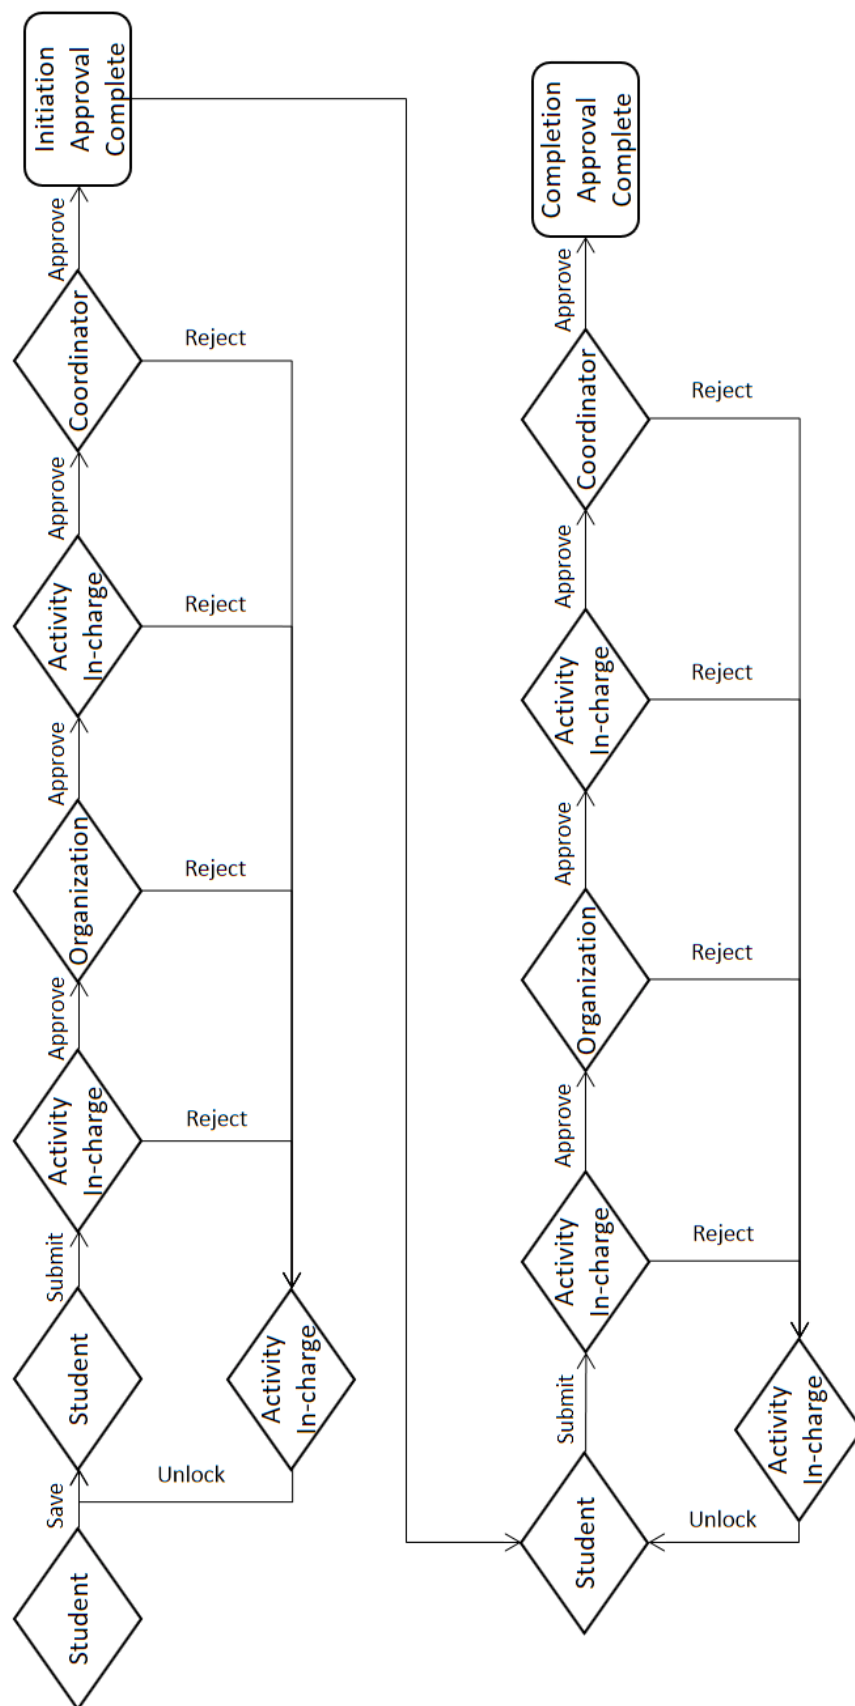 Student
Save
Student
Submit
Activity
In-charge
Approve
Organization
Approve
Activity
In-charge
Approve
Coordinator
Approve
Initiation
Approval
Complete
Reject
Reject
Reject
Reject
Activity
In-charge
Unlock
Student
Submit
Activity
In-charge
Approve
Organization
Approve
Activity
In-charge
Approve
Coordinator
Approve
Completion
Approval
Complete
Reject
Reject
Reject
Reject
Activity
In-charge
Unlock